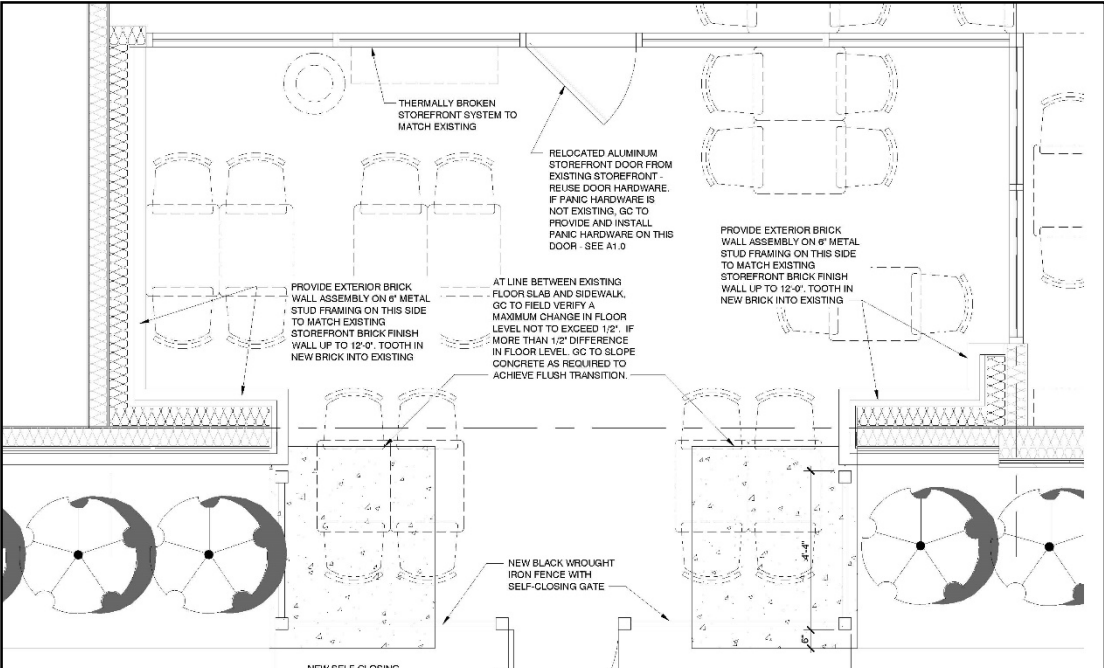 THERMALLY BROKEN
STOREFRONT SYSTEM TO
MATCH EXISTING
RELOCATED ALUMINUM
STOREFRONT DOOR FROM
EXISTING STOREFRONT -
REUSE DOOR HARDWARE.
IF PANIC HARDWARE IS
NOT EXISTING, GC TO
PROVIDE AND INSTALL
PANIC HARDWARE ON THIS
DOOR - SEE A1.0
PROVIDE EXTERIOR BRICK
WALL ASSEMBLY ON 6" METAL
STUD FRAMING ON THIS SIDE
TO MATCH EXISTING
STOREFRONT BRICK FINISH
WALL UP TO 12'-0". TOOTH IN
NEW BRICK INTO EXISTING
AT LINE BETWEEN EXISTING
FLOOR SLAB AND SIDEWALK,
GC TO FIELD VERIFY A
MAXIMUM CHANGE IN FLOOR
LEVEL NOT TO EXCEED 1/2". IF
MORE THAN 1/2" DIFFERENCE
IN FLOOR LEVEL. GC TO SLOPE
CONCRETE AS REQUIRED TO
ACHIEVE FLUSH TRANSITION.
PROVIDE EXTERIOR BRICK
WALL ASSEMBLY ON 6" METAL
STUD FRAMING ON THIS SIDE
TO MATCH EXISTING
STOREFRONT BRICK FINISH
WALL UP TO 12'-0". TOOTH IN
NEW BRICK INTO EXISTING
NEW BLACK WROUGHT
IRON FENCE WITH
SELF-CLOSING GATE
4'-4"
6"
NEW SELF-CLOSING